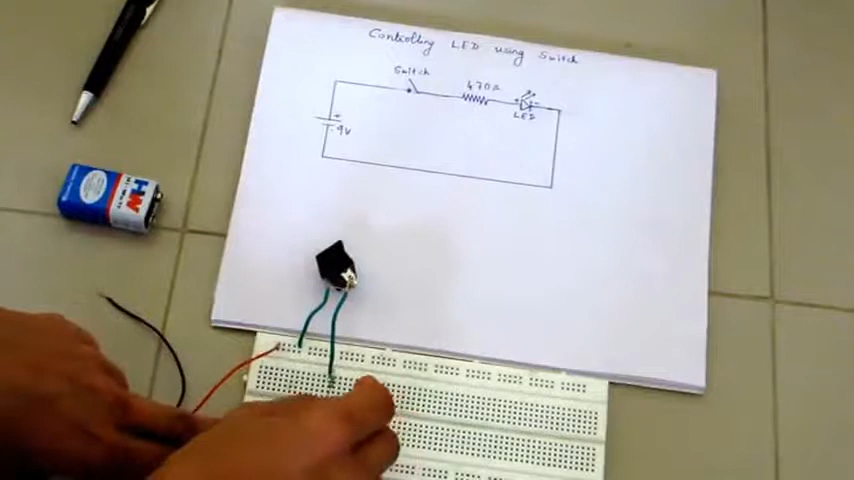 Controlling LED using Switch
Switch
470Ω
LED
9V
HW